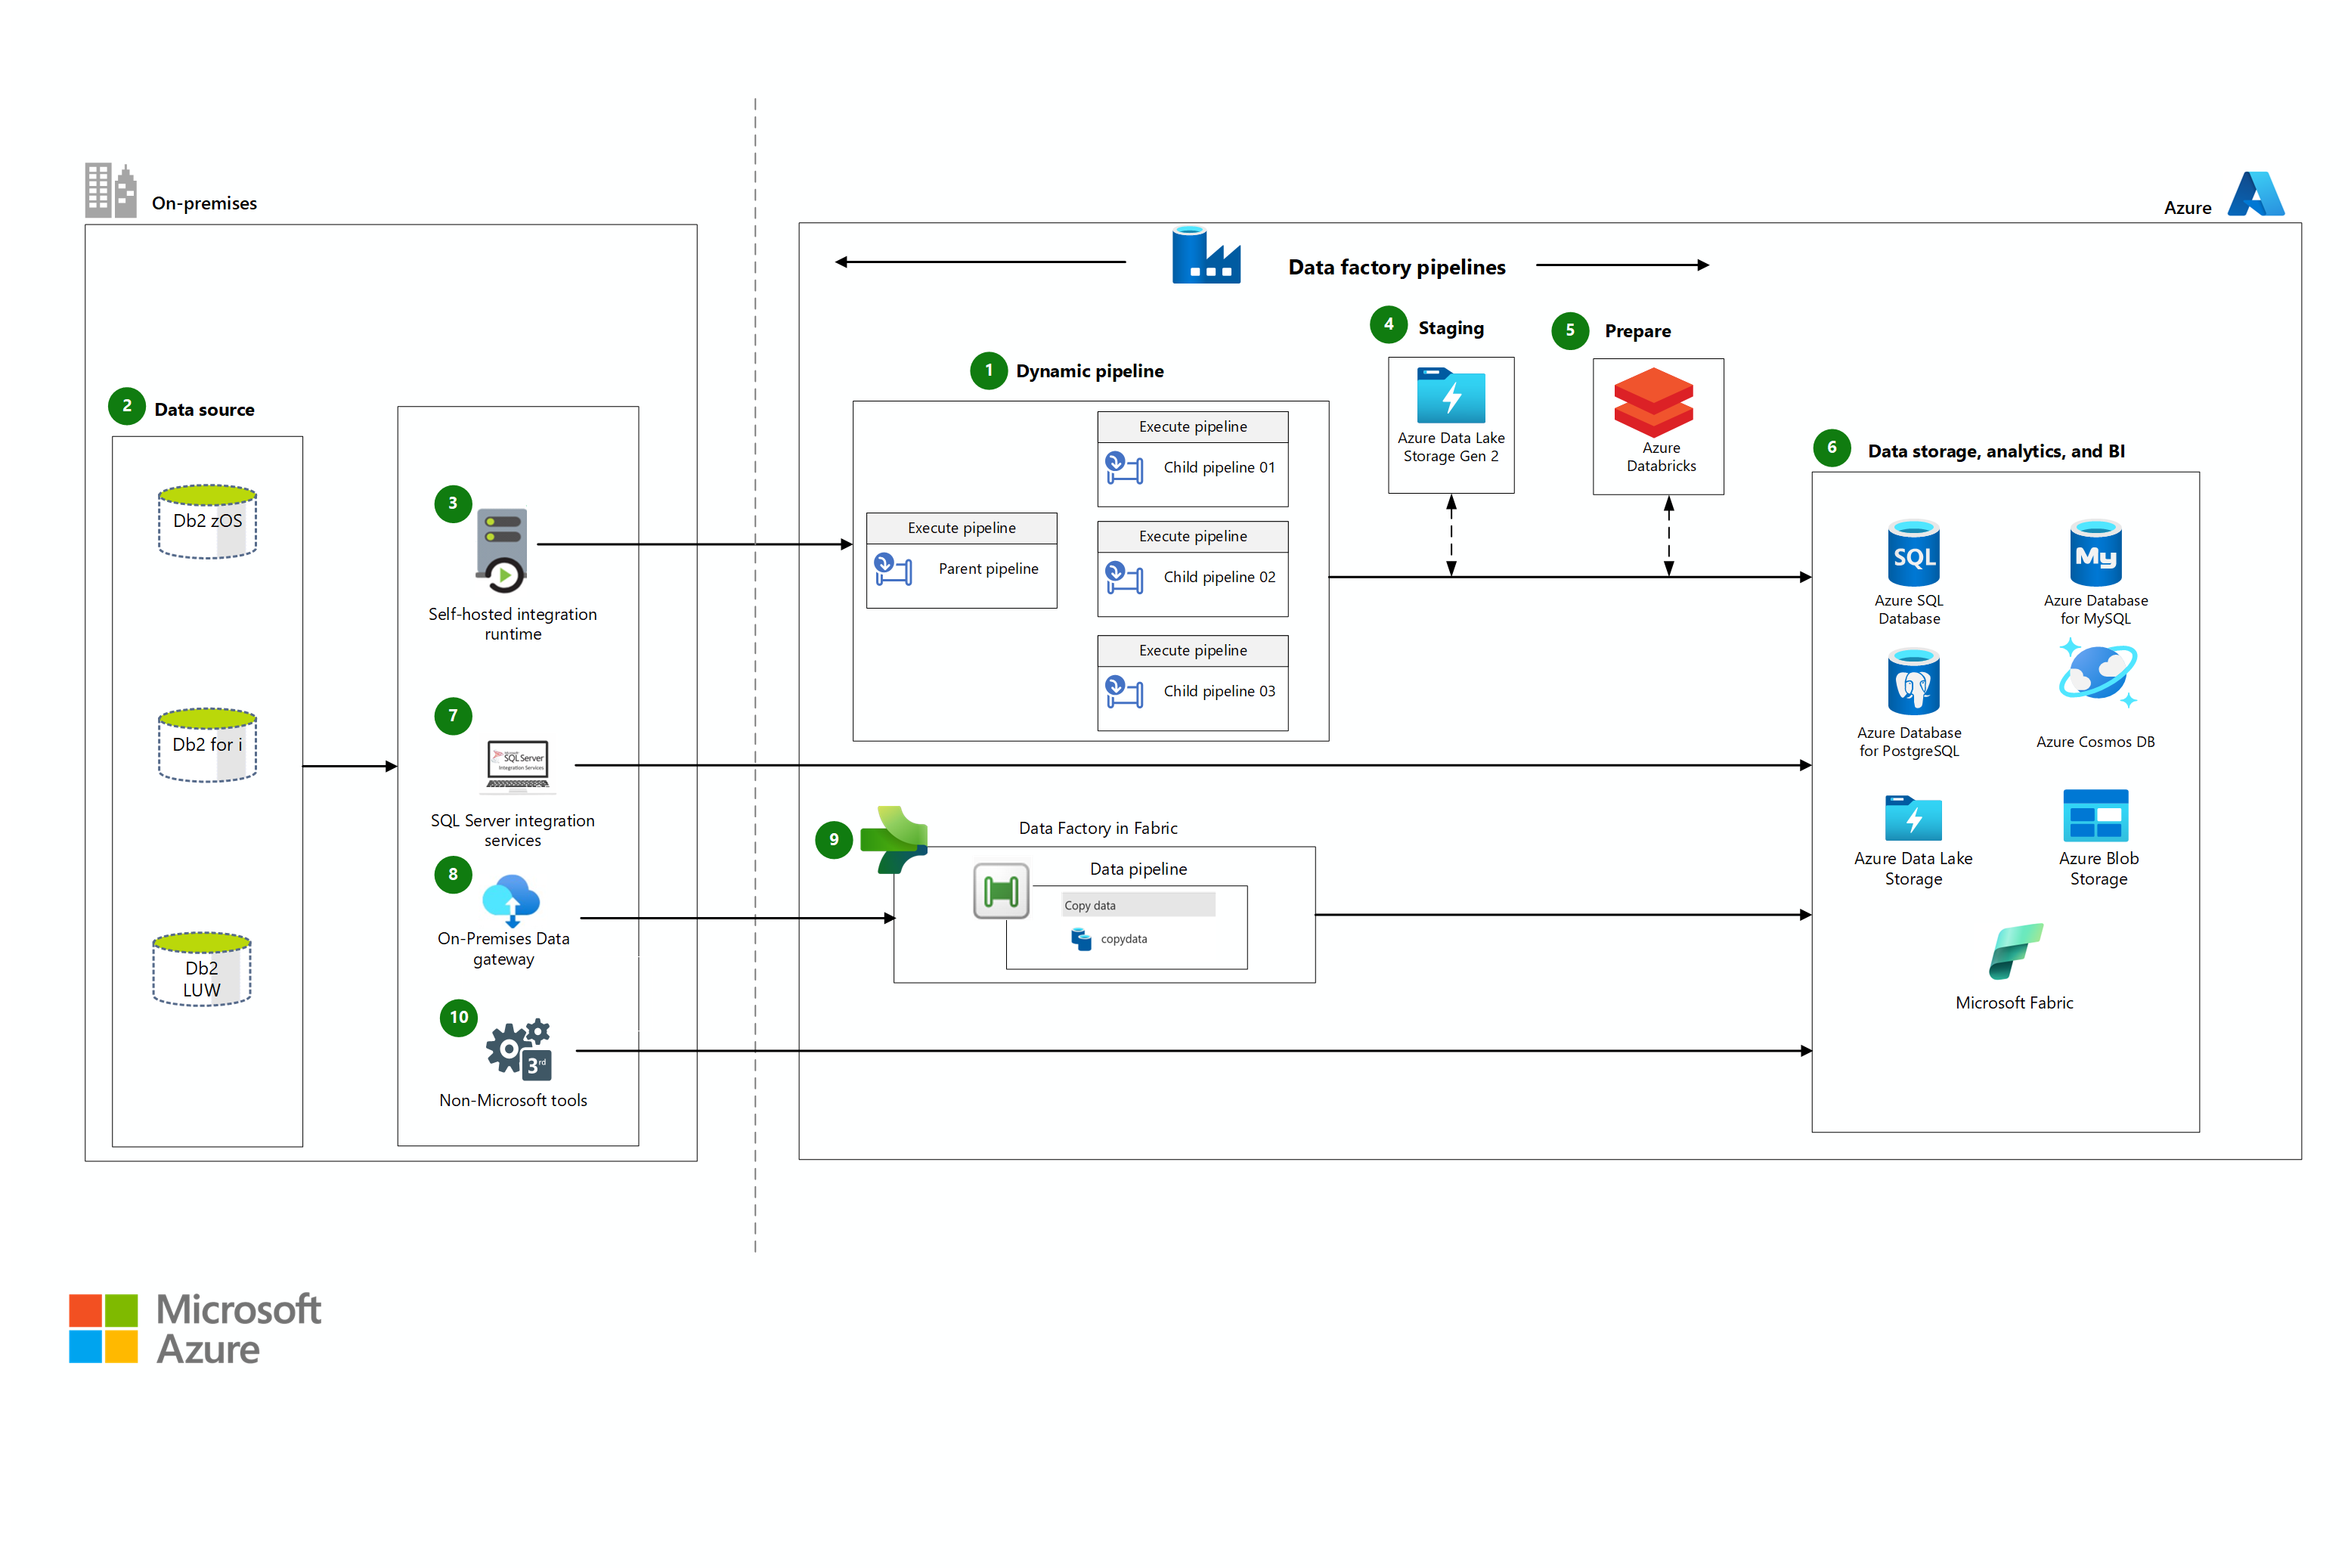 On-premises
Azure
Data factory pipelines
4
Staging
5
Prepare
1
Dynamic pipeline
2
Data source
Execute pipeline
Child pipeline 01
Azure Data Lake
Storage Gen 2
Azure
Databricks
6
Data storage, analytics, and BI
Db2 zOS
3
Self-hosted integration
runtime
Execute pipeline
Parent pipeline
Execute pipeline
Child pipeline 02
Execute pipeline
Child pipeline 03
SQL
Azure SQL
Database
My
Azure Database
for MySQL
Azure Database
for PostgreSQL
Azure Cosmos DB
Db2 for i
7
SQL Server
Integration Services
SQL Server integration
services
8
On-Premises Data
gateway
9
Data Factory in Fabric
Data pipeline
Copy data
copydata
Azure Data Lake
Storage
Azure Blob
Storage
Microsoft Fabric
Db2
LUW
10
3rd
Non-Microsoft tools
Microsoft
Azure